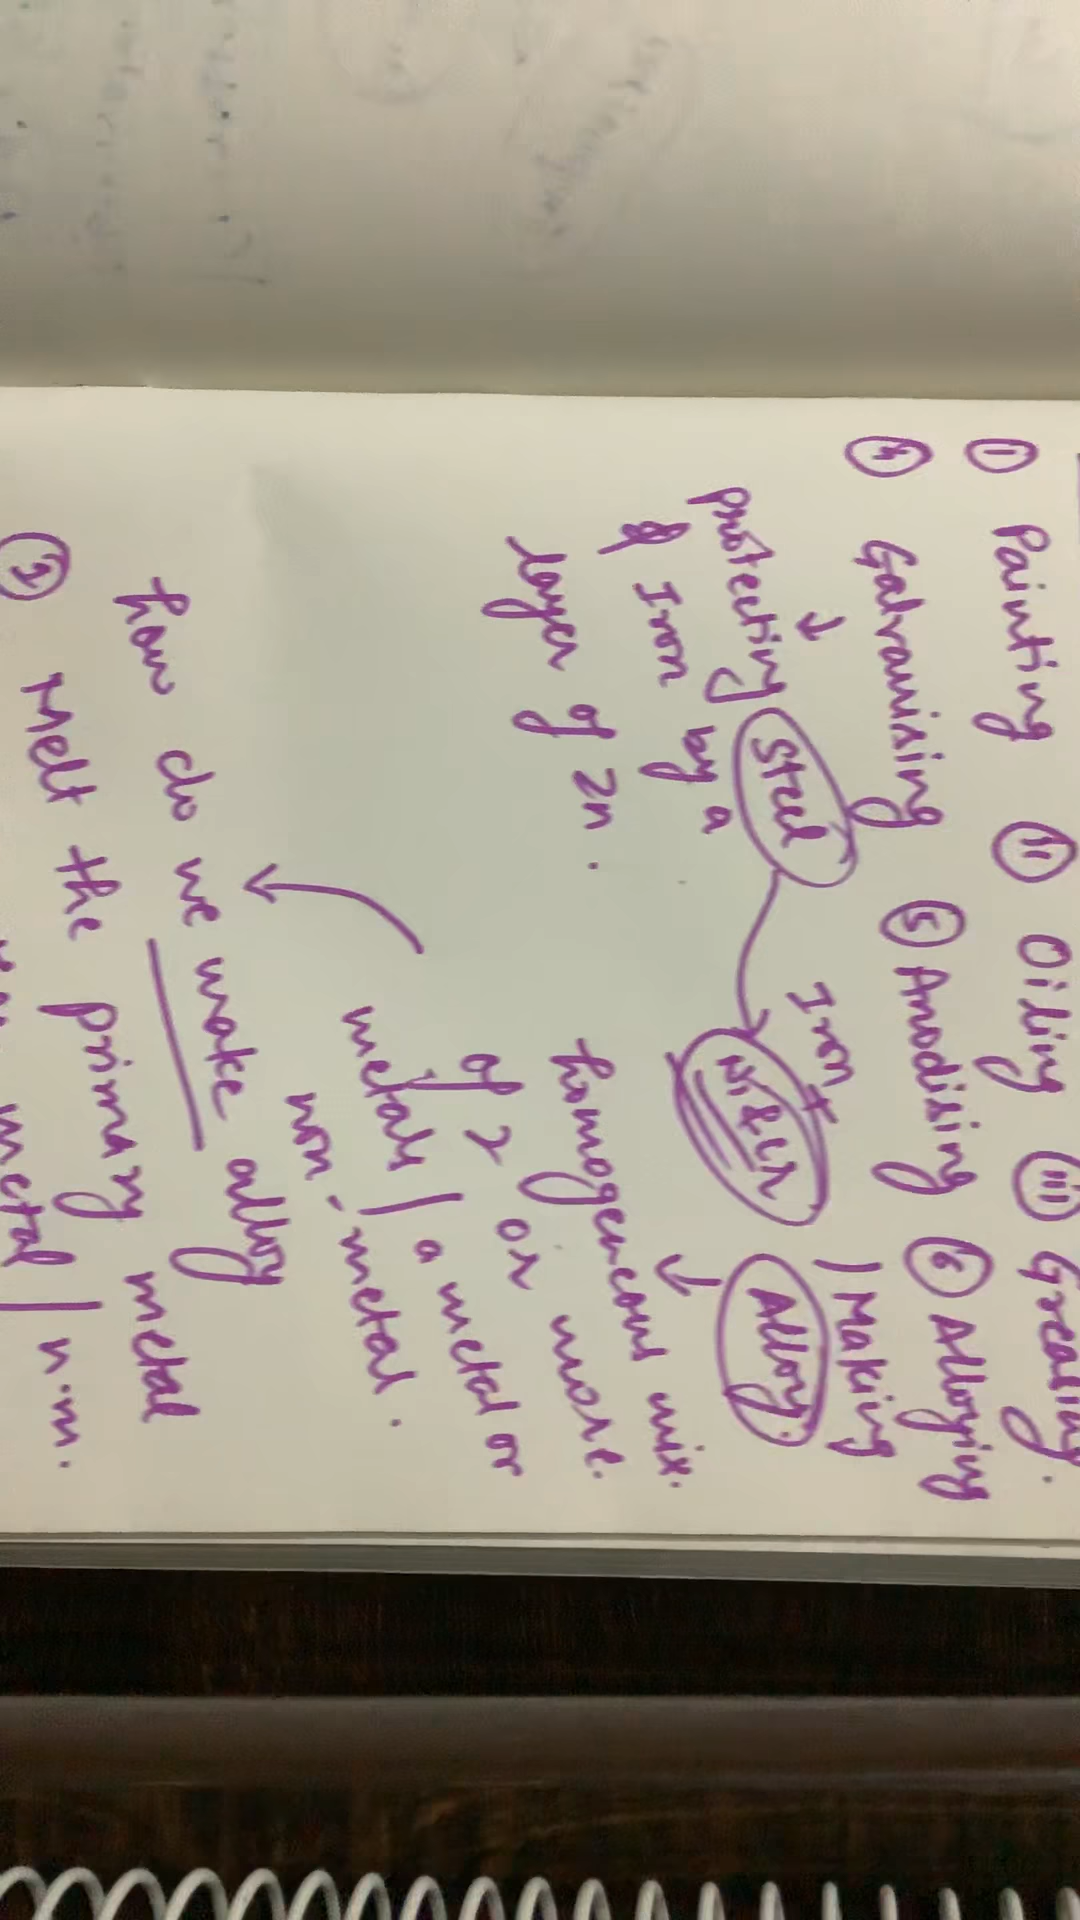 ① Painting ⑪ Oiling ⑪⑪ Greasing.
④ Galvanising ⑤ Anodising ⑥ Alloying
↓ | Making
protecting Steel Iron + Alloy.
& Iron by a Ni & Cr ↓
layer of Zn. homogeneous mix.
of 2 or more.
metals / a metal or
non-metal.
how do we make alloy
① Melt the primary metal
metal / n.m.